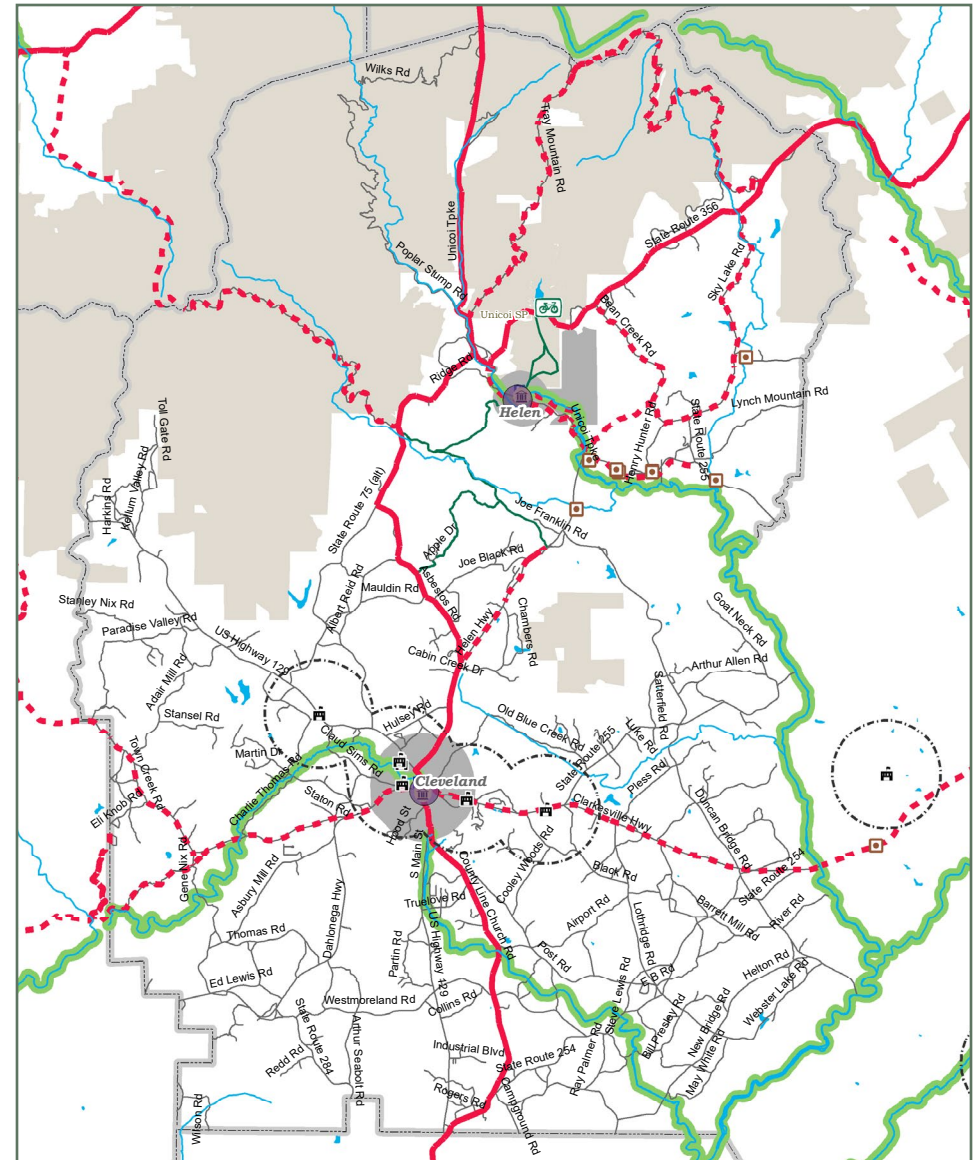 Wilks Rd
Tray Mountain Rd
Unicoi Tpke
State Route 356
Poplar Stump Rd
Sky Lake Rd
Unicoi SP
Bean Creek Rd
Ridge Rd
Helen
Lynch Mountain Rd
Unicoi Tpke
Henry Hunter Rd
State Route 255
Toll Gate Rd
Kellum Valley Rd
Harkins Rd
State Route 75 (alt)
Joe Franklin Rd
Apple Dr
Joe Black Rd
Albert Reid Rd
Mauldin Rd
Asbestos Rd
Stanley Nix Rd
Paradise Valley Rd
US Highway 129
Helen Hwy
Chambers Rd
Goat Neck Rd
Cabin Creek Dr
Arthur Allen Rd
Adair Mill Rd
Satterfield Rd
Stansel Rd
Hulsey Rd
Old Blue Creek Rd
State Route 255
Luke Rd
Martin Dr
Claud Sims Rd
Pless Rd
Town Creek Rd
Charlie Thomas Rd
Cleveland
Eli Knob Rd
Staton Rd
Hood St
Clarkesville Hwy
Duncan Bridge Rd
S Main St
Gene Nix Rd
Asbury Mill Rd
County Line Church Rd
Cooley Woods Rd
Black Rd
State Route 254
Dahlonega Hwy
Truelove Rd
Airport Rd
Lothridge Rd
Barrett Mill Rd
River Rd
Thomas Rd
US Highway 129
Partin Rd
Post Rd
Helton Rd
Ed Lewis Rd
J B Rd
Steve Lewis Rd
Webster Lake Rd
Westmoreland Rd
Collins Rd
Bill Presley Rd
New Bridge Rd
State Route 284
Arthur Seabolt Rd
Industrial Blvd
State Route 254
Redd Rd
Ray Palmer Rd
May White Rd
Rogers Rd
Campground Rd
Wilson Rd